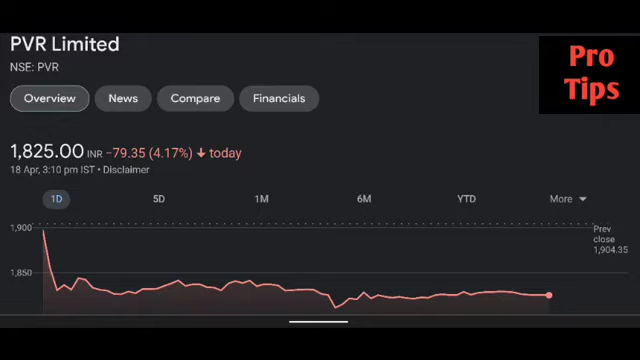 PVR Limited
NSE: PVR
Pro
Tips
Overview News Compare Financials
1,825.00 INR −79.35 (4.17%) ↓ today
18 Apr, 3:10 pm IST • Disclaimer
1D 5D 1M 6M YTD More
1,900
Prev
close
1,904.35
1,850